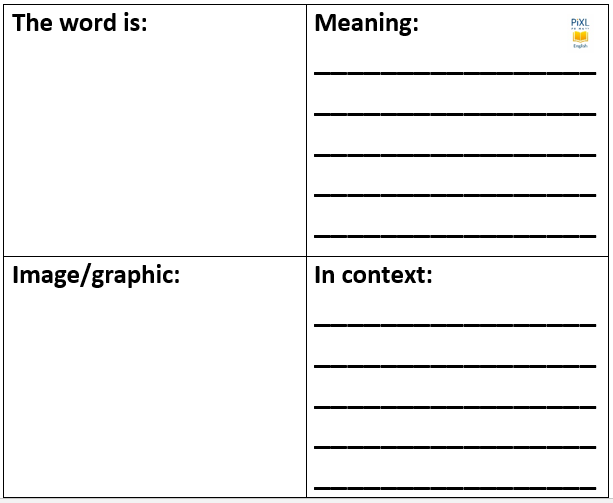 The word is:
Meaning:
PiXL
English
Image/graphic:
In context: